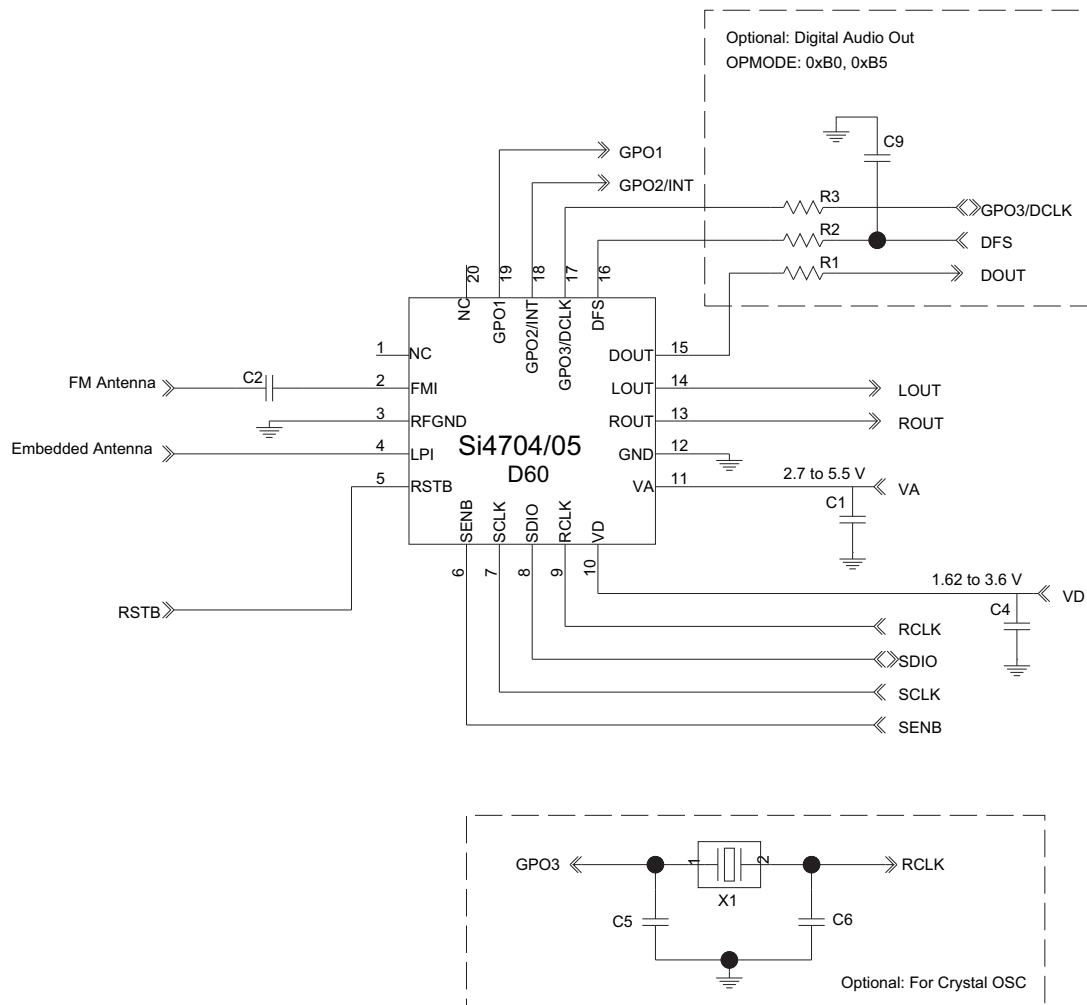 Optional: Digital Audio Out
OPMODE: 0xB0, 0xB5
C9
GPO1
GPO2/INT
R3
GPO3/DCLK
R2
DFS
R1
DOUT
20
19
18
17
16
NC
GPO1
GPO2/INT
GPO3/DCLK
DFS
1
NC
DOUT
15
FM Antenna
C2
2
FMI
LOUT
14
LOUT
3
RFGND
ROUT
13
ROUT
Si4704/05
D60
Embedded Antenna
4
LPI
GND
12
5
RSTB
VA
11
2.7 to 5.5 V
VA
C1
SENB
SCLK
SDIO
RCLK
VD
6
7
8
9
10
1.62 to 3.6 V
VD
C4
RSTB
RCLK
SDIO
SCLK
SENB
GPO3
1
2
RCLK
X1
C5
C6
Optional: For Crystal OSC